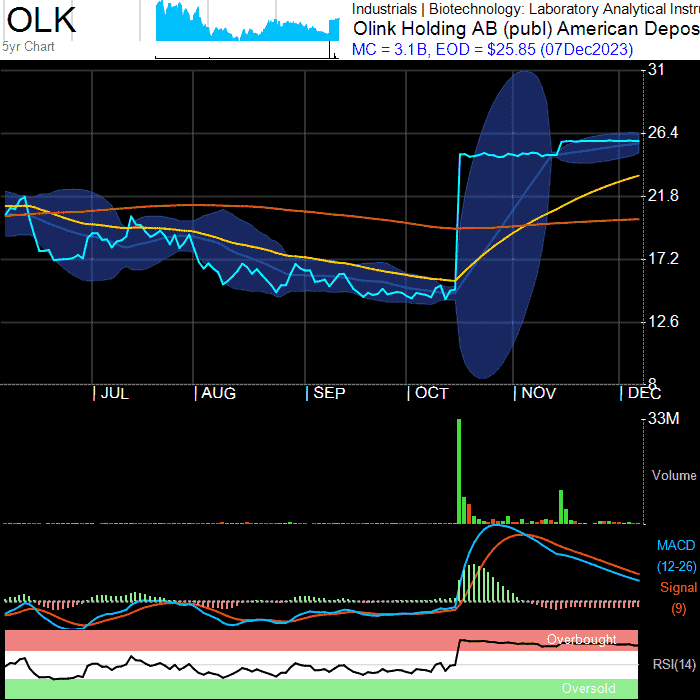 OLK
5yr Chart
Industrials | Biotechnology: Laboratory Analytical Instru
Olink Holding AB (publ) American Depos
MC = 3.1B, EOD = $25.85 (07Dec2023)
31
26.4
21.8
17.2
12.6
8
JUL AUG SEP OCT NOV DEC
33M
Volume
MACD
(12-26)
Signal
(9)
Overbought
RSI(14)
Oversold